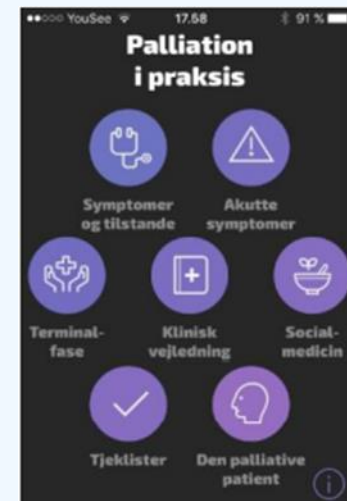 YouSee 17.58 91 %
Palliation
i praksis
Symptomer
og tilstande
Akutte
symptomer
Terminal-
fase
Klinisk
vejledning
Social-
medicin
Tjeklister
Den palliative
patient
i